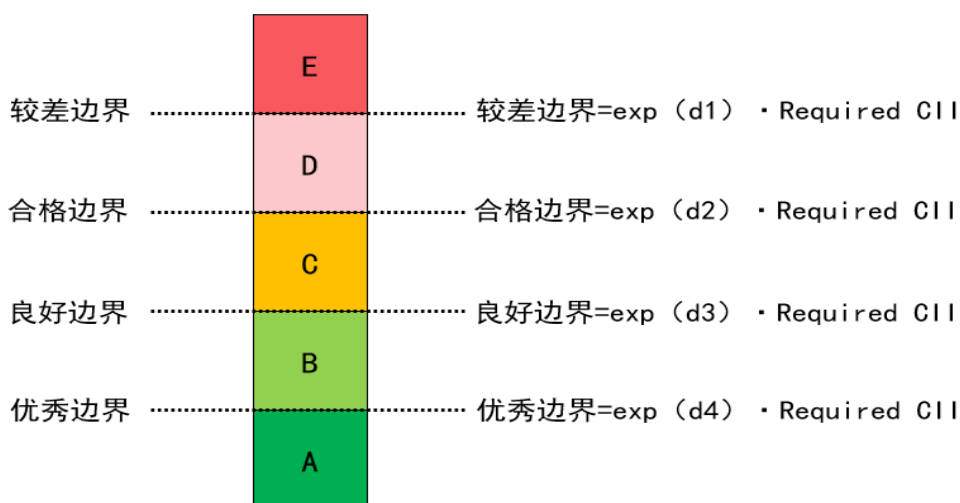 E
较差边界 较差边界=exp（d1）·Required CII
D
合格边界 合格边界=exp（d2）·Required CII
C
良好边界 良好边界=exp（d3）·Required CII
B
优秀边界 优秀边界=exp（d4）·Required CII
A